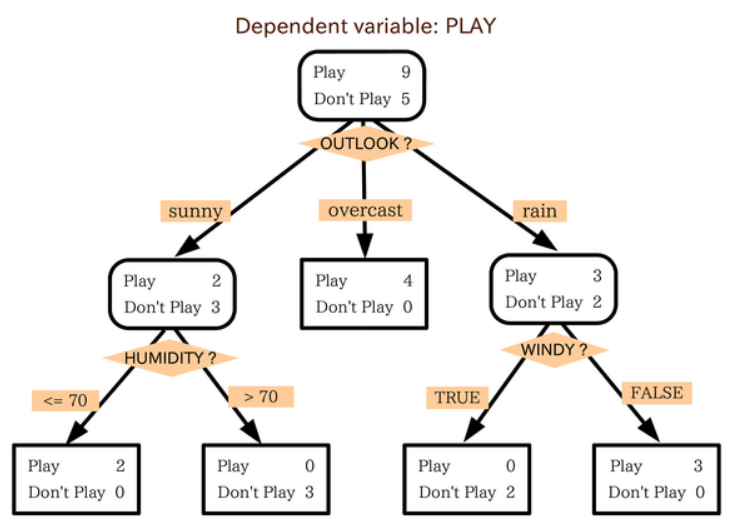 Dependent variable: PLAY
Play 9
Don't Play 5
OUTLOOK ?
sunny
overcast
rain
Play 2
Don't Play 3
Play 4
Don't Play 0
Play 3
Don't Play 2
HUMIDITY ?
WINDY ?
<= 70
> 70
TRUE
FALSE
Play 2
Don't Play 0
Play 0
Don't Play 3
Play 0
Don't Play 2
Play 3
Don't Play 0